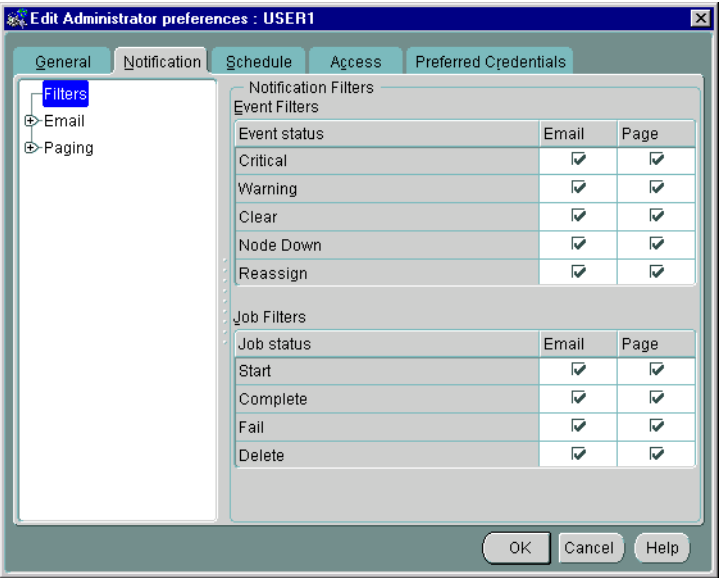 Edit Administrator preferences : USER1
General Notification Schedule Access Preferred Credentials
Filters
Email
Paging
Notification Filters
Event Filters
Event status Email Page
Critical
Warning
Clear
Node Down
Reassign
Job Filters
Job status Email Page
Start
Complete
Fail
Delete
OK Cancel Help